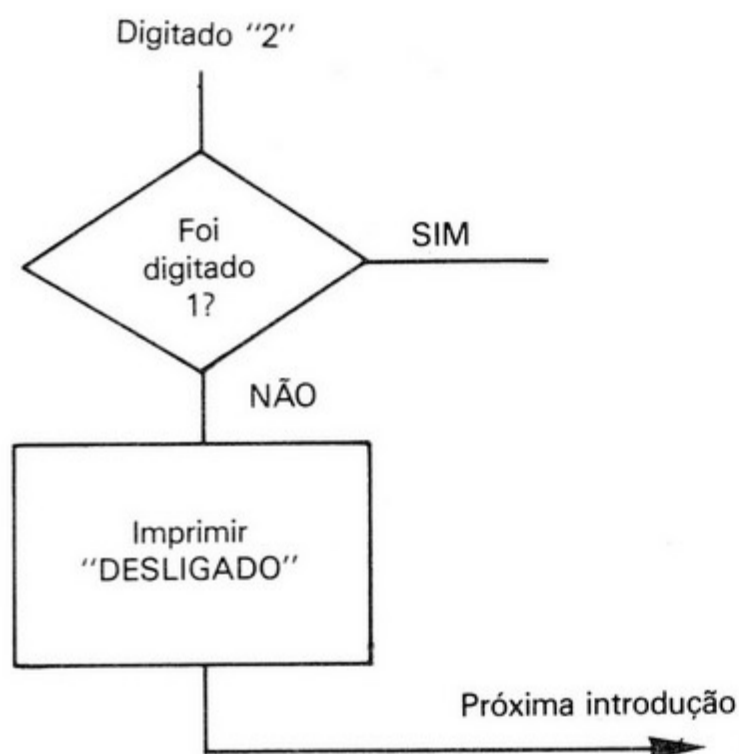 Digitado "2"
Foi
digitado
1?
SIM
NÃO
Imprimir
"DESLIGADO"
Próxima introdução